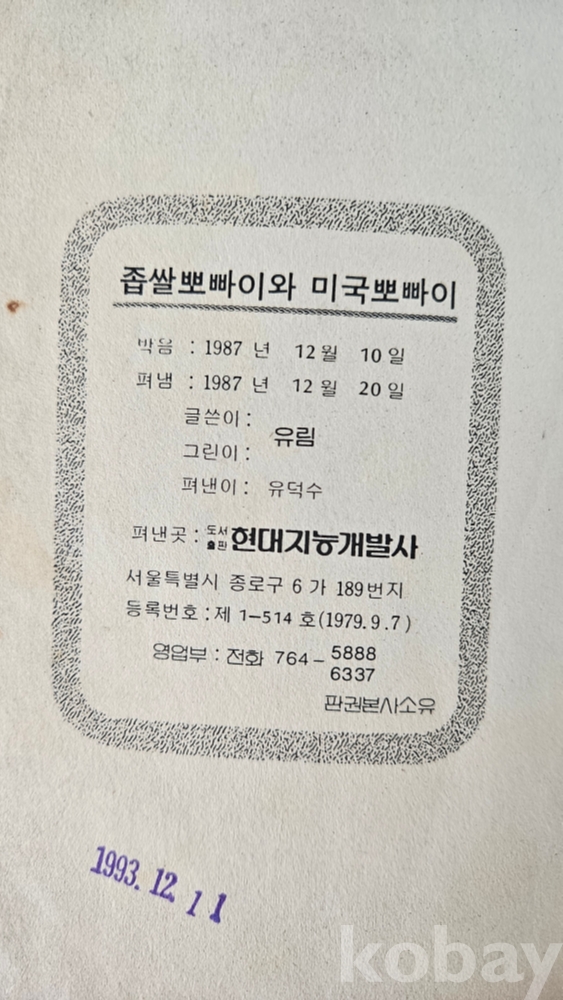 좁쌀뽀빠이와 미국뽀빠이
박음 : 1987 년 12 월 10 일
펴냄 : 1987 년 12 월 20 일
글쓴이 :
유림
그린이 :
펴낸이 : 유덕수
펴낸곳 : 도서출판 현대지능개발사
서울특별시 종로구 6 가 189 번지
등록번호 : 제 1-514 호 (1979. 9. 7)
영업부 : 전화 764 - 5888
6337
판권본사소유
1993. 12. 11
kobay